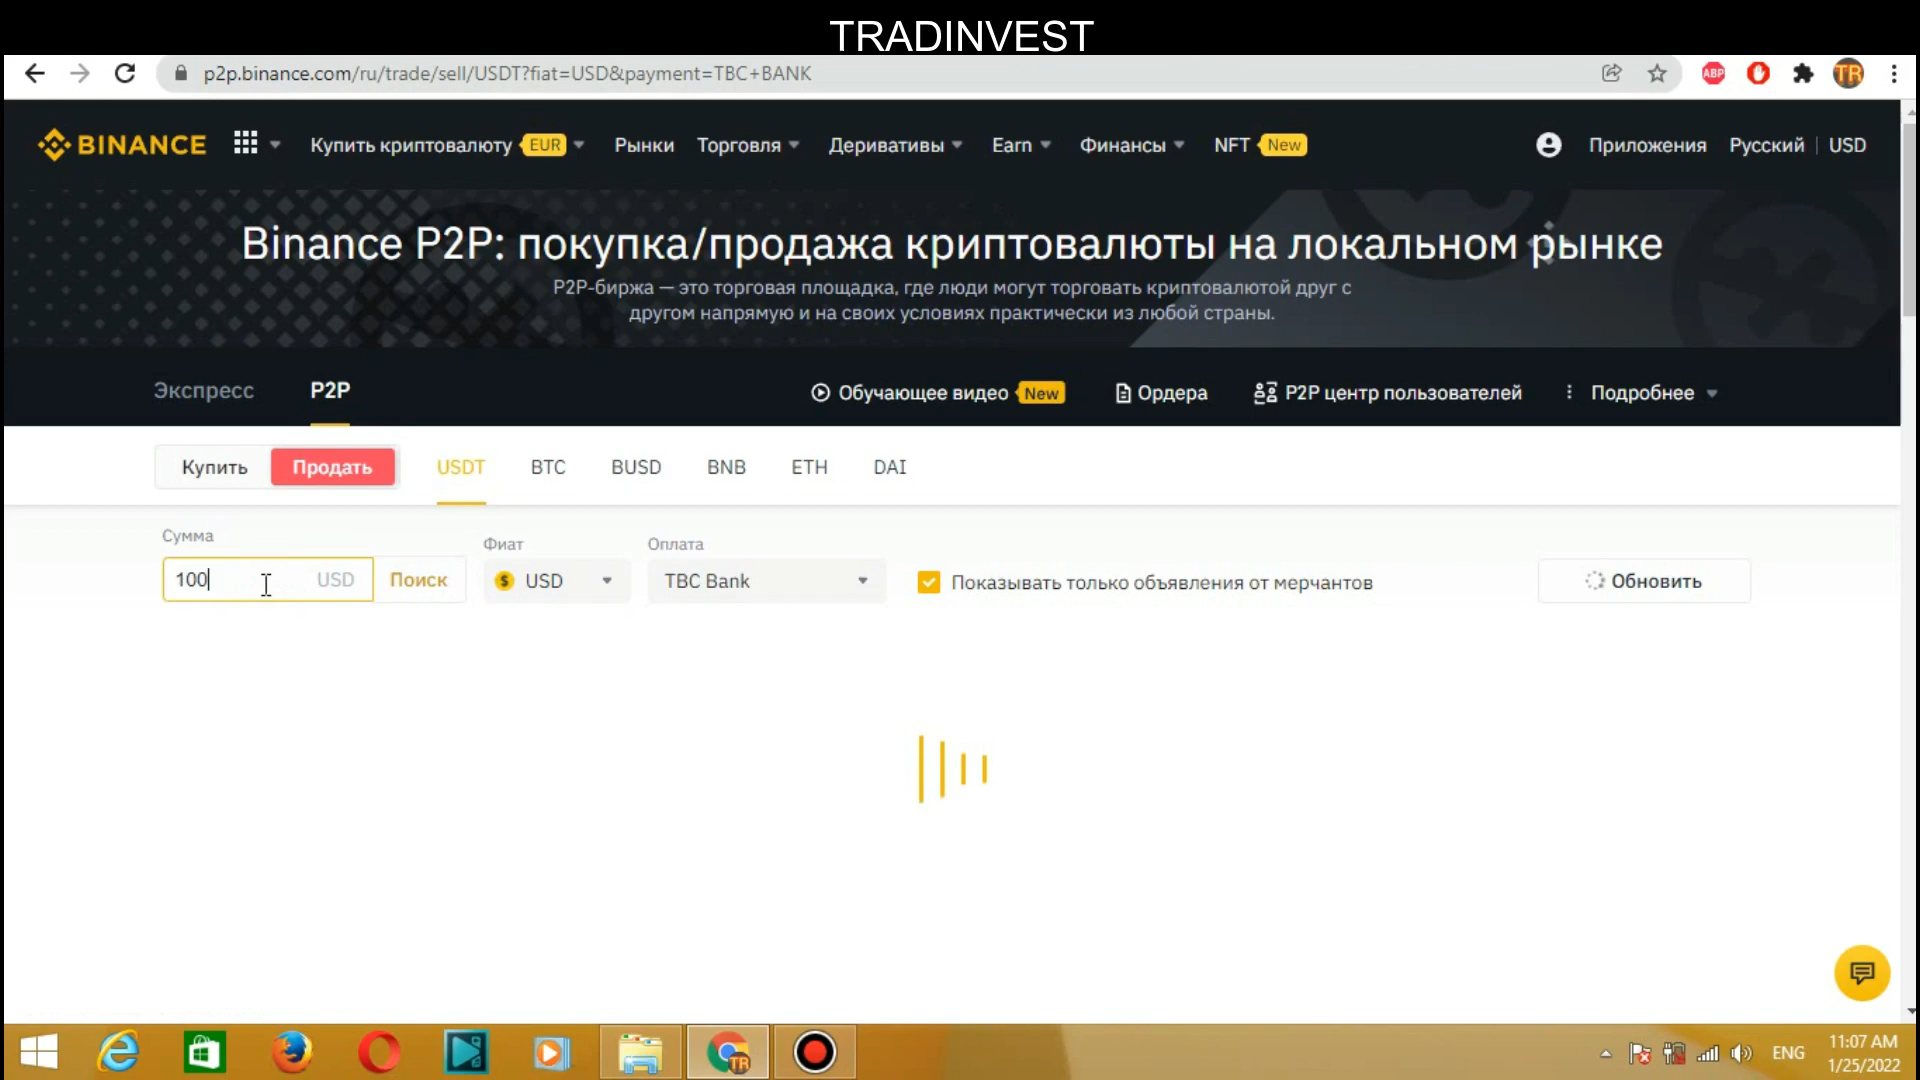 TRADINVEST
p2p.binance.com/ru/trade/sell/USDT?fiat=USD&payment=TBC+BANK
ABP
TR
BINANCE
Купить криптовалюту EUR
Рынки
Торговля
Деривативы
Earn
Финансы
NFT New
Приложения
Русский | USD
Binance P2P: покупка/продажа криптовалюты на локальном рынке
P2P-биржа — это торговая площадка, где люди могут торговать криптовалютой друг с
другом напрямую и на своих условиях практически из любой страны.
Экспресс
P2P
Обучающее видео New
Ордера
P2P центр пользователей
Подробнее
Купить
Продать
USDT
BTC
BUSD
BNB
ETH
DAI
Сумма
Фиат
Оплата
100
USD
Поиск
$ USD
TBC Bank
Показывать только объявления от мерчантов
Обновить
TR
ENG
11:07 AM
1/25/2022